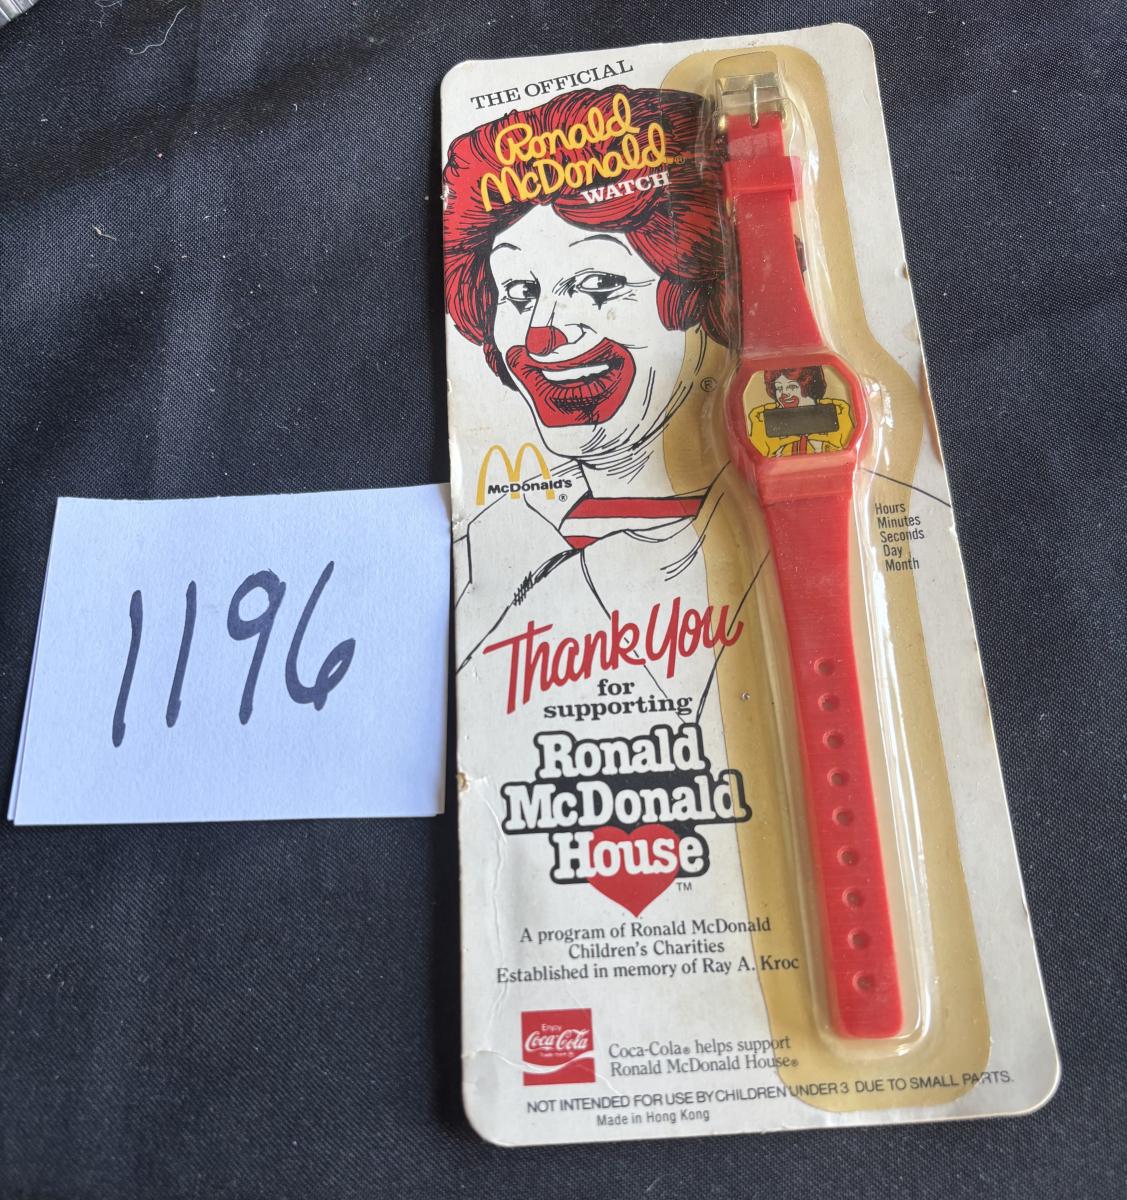 THE OFFICIAL
Ronald
McDonald®
WATCH
®
McDonald's
®
Hours
Minutes
Seconds
Day
Month
1196
Thank You
for
supporting
Ronald
McDonald
House
TM
A program of Ronald McDonald
Children's Charities
Established in memory of Ray A. Kroc
Enjoy
Coca-Cola
Trade-mark ®
Coca-Cola® helps support
Ronald McDonald House®
NOT INTENDED FOR USE BY CHILDREN UNDER 3 DUE TO SMALL PARTS.
Made in Hong Kong